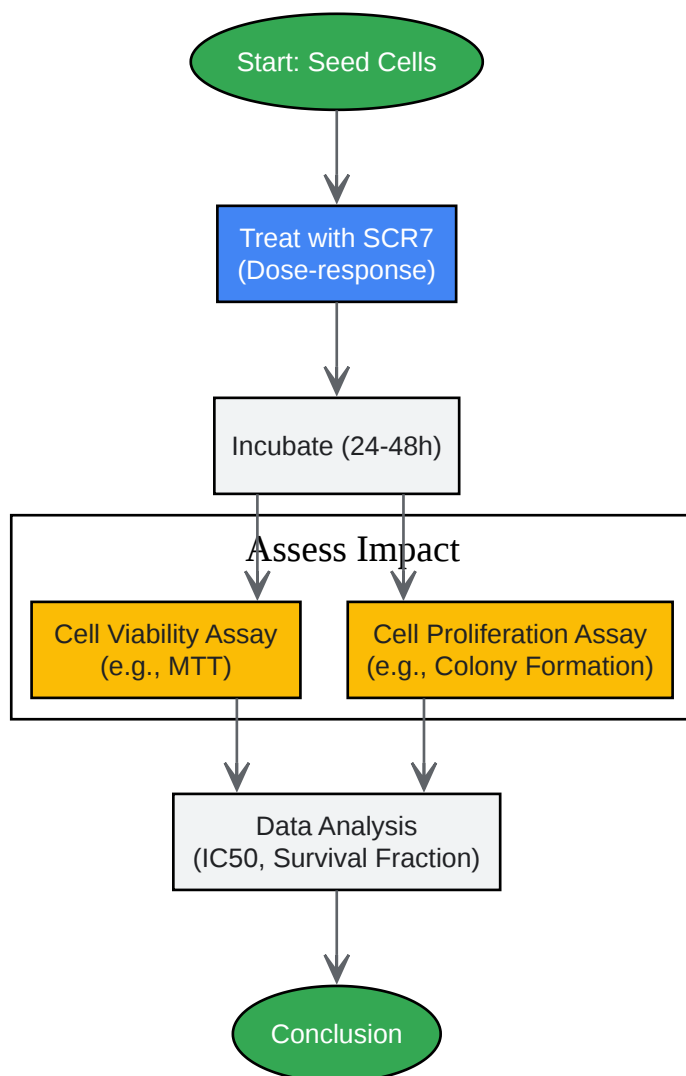 Start: Seed Cells
Treat with SCR7
(Dose-response)
Incubate (24-48h)
Assess Impact
Cell Viability Assay
(e.g., MTT)
Cell Proliferation Assay
(e.g., Colony Formation)
Data Analysis
(IC50, Survival Fraction)
Conclusion